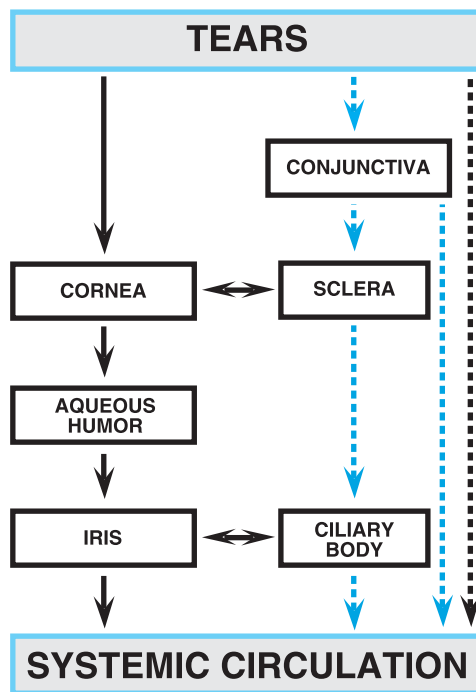 TEARS
CONJUNCTIVA
CORNEA
SCLERA
AQUEOUS
HUMOR
IRIS
CILIARY
BODY
SYSTEMIC CIRCULATION